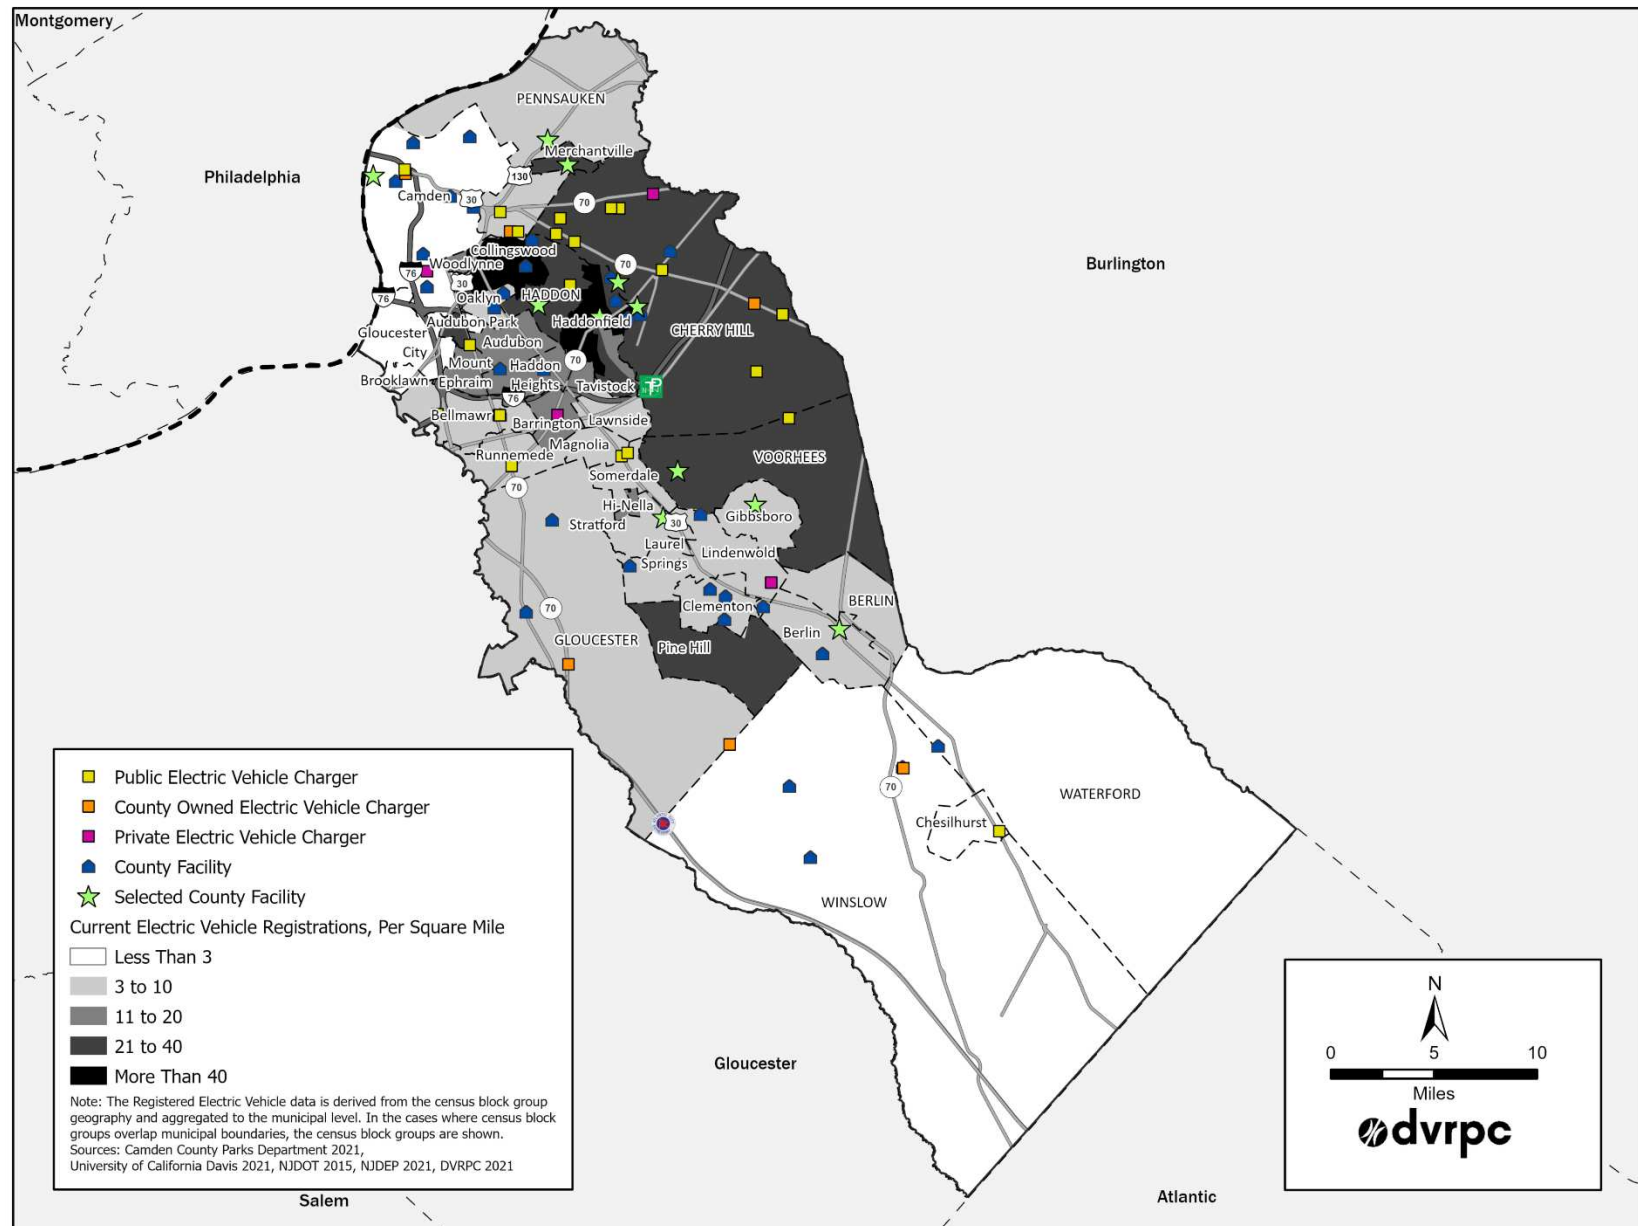 Montgomery
PENNSAUKEN
Merchantville
Philadelphia
130
Camden
30
70
Collingswood
Burlington
Woodlynne
70
76
30
76
Oaklyn
HADDON
Audubon Park
Haddonfield
Gloucester
City
CHERRY HILL
Audubon
Mount
Ephraim
Haddon
Heights
70
Brooklawn
Tavistock
76
Bellmawr
Barrington
Lawnside
Magnolia
Runnemede
VOORHEES
Somerdale
70
Hi-Nella
Gibbsboro
Stratford
30
Laurel
Springs
Lindenwold
BERLIN
Clementon
70
GLOUCESTER
Berlin
Pine Hill
70
WATERFORD
Chesilhurst
WINSLOW
Public Electric Vehicle Charger
County Owned Electric Vehicle Charger
Private Electric Vehicle Charger
County Facility
Selected County Facility
Current Electric Vehicle Registrations, Per Square Mile
Less Than 3
3 to 10
11 to 20
21 to 40
More Than 40
Note: The Registered Electric Vehicle data is derived from the census block group
geography and aggregated to the municipal level. In the cases where census block
groups overlap municipal boundaries, the census block groups are shown.
Sources: Camden County Parks Department 2021,
University of California Davis 2021, NJDOT 2015, NJDEP 2021, DVRPC 2021
Gloucester
Salem
Atlantic
N
0 5 10
Miles
dvrpc